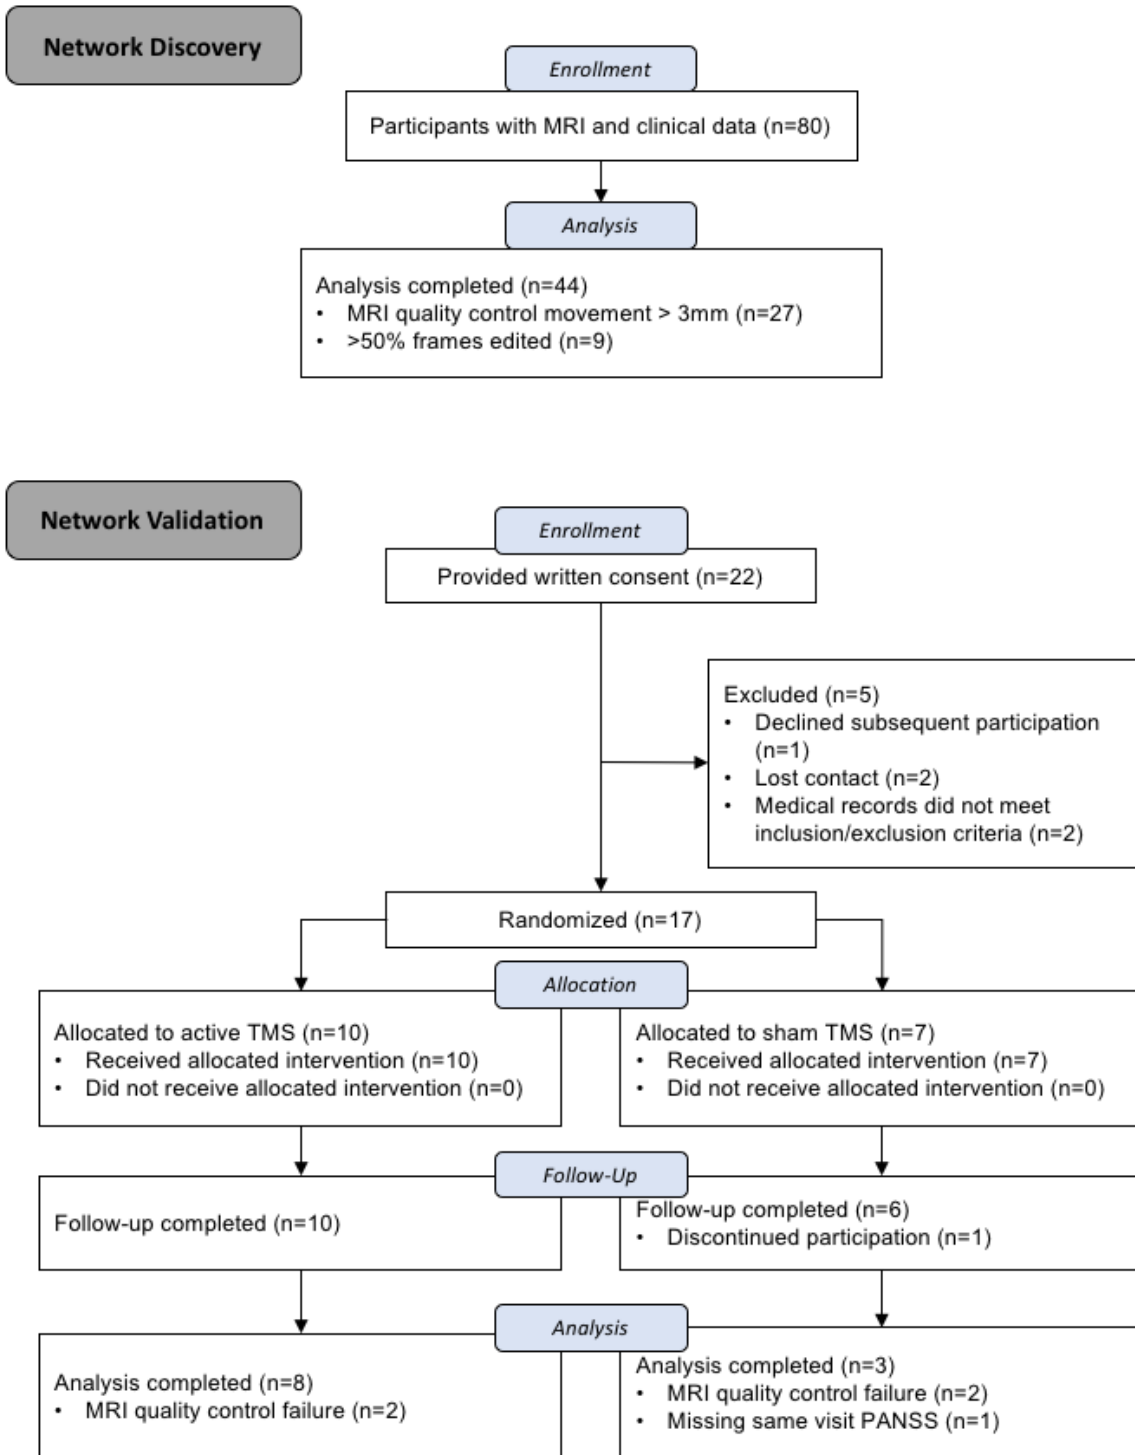 Network Discovery
Enrollment
Participants with MRI and clinical data (n=80)
Analysis
Analysis completed (n=44)
• MRI quality control movement > 3mm (n=27)
• >50% frames edited (n=9)
Network Validation
Enrollment
Provided written consent (n=22)
Excluded (n=5)
• Declined subsequent participation
(n=1)
• Lost contact (n=2)
• Medical records did not meet
inclusion/exclusion criteria (n=2)
Randomized (n=17)
Allocation
Allocated to active TMS (n=10)
• Received allocated intervention (n=10)
• Did not receive allocated intervention (n=0)
Allocated to sham TMS (n=7)
• Received allocated intervention (n=7)
• Did not receive allocated intervention (n=0)
Follow-Up
Follow-up completed (n=10)
Follow-up completed (n=6)
• Discontinued participation (n=1)
Analysis
Analysis completed (n=8)
• MRI quality control failure (n=2)
Analysis completed (n=3)
• MRI quality control failure (n=2)
• Missing same visit PANSS (n=1)